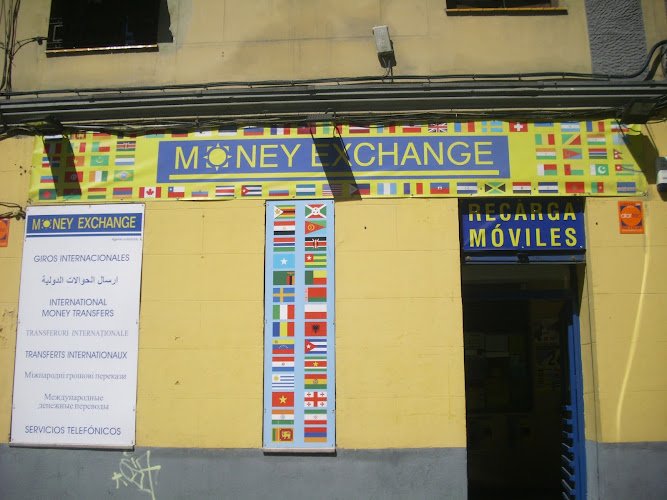 MONEY EXCHANGE
RECARGA
MÓVILES
MONEY EXCHANGE
GIROS INTERNACIONALES
ارسال الحوالات الدولية
INTERNATIONAL
MONEY TRANSFERS
TRANSFERURI INTERNAȚIONALE
TRANSFERTS INTERNATIONAUX
Міжнародні грошові перекази
Международные
денежные переводы
SERVICIOS TELEFÓNICOS